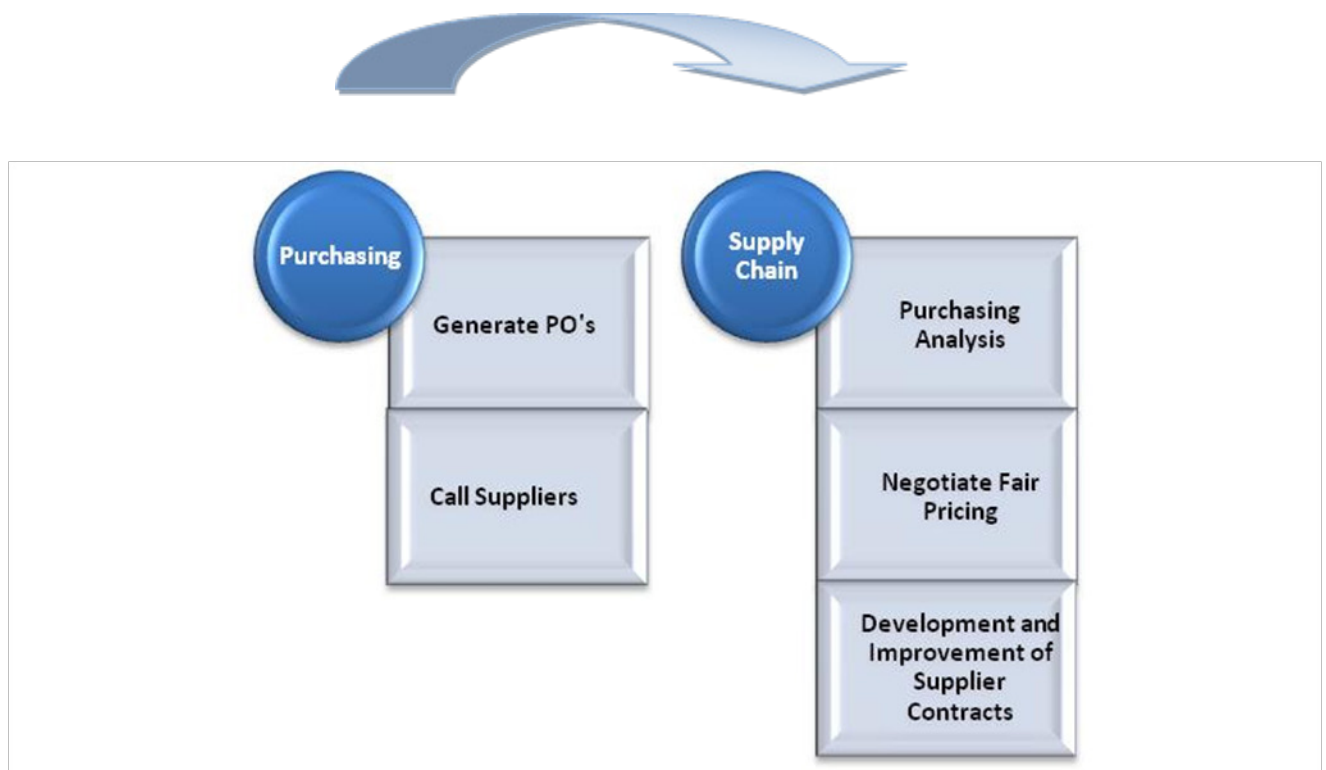 Purchasing
Generate PO's
Call Suppliers
Supply
Chain
Purchasing
Analysis
Negotiate Fair
Pricing
Development and
Improvement of
Supplier
Contracts